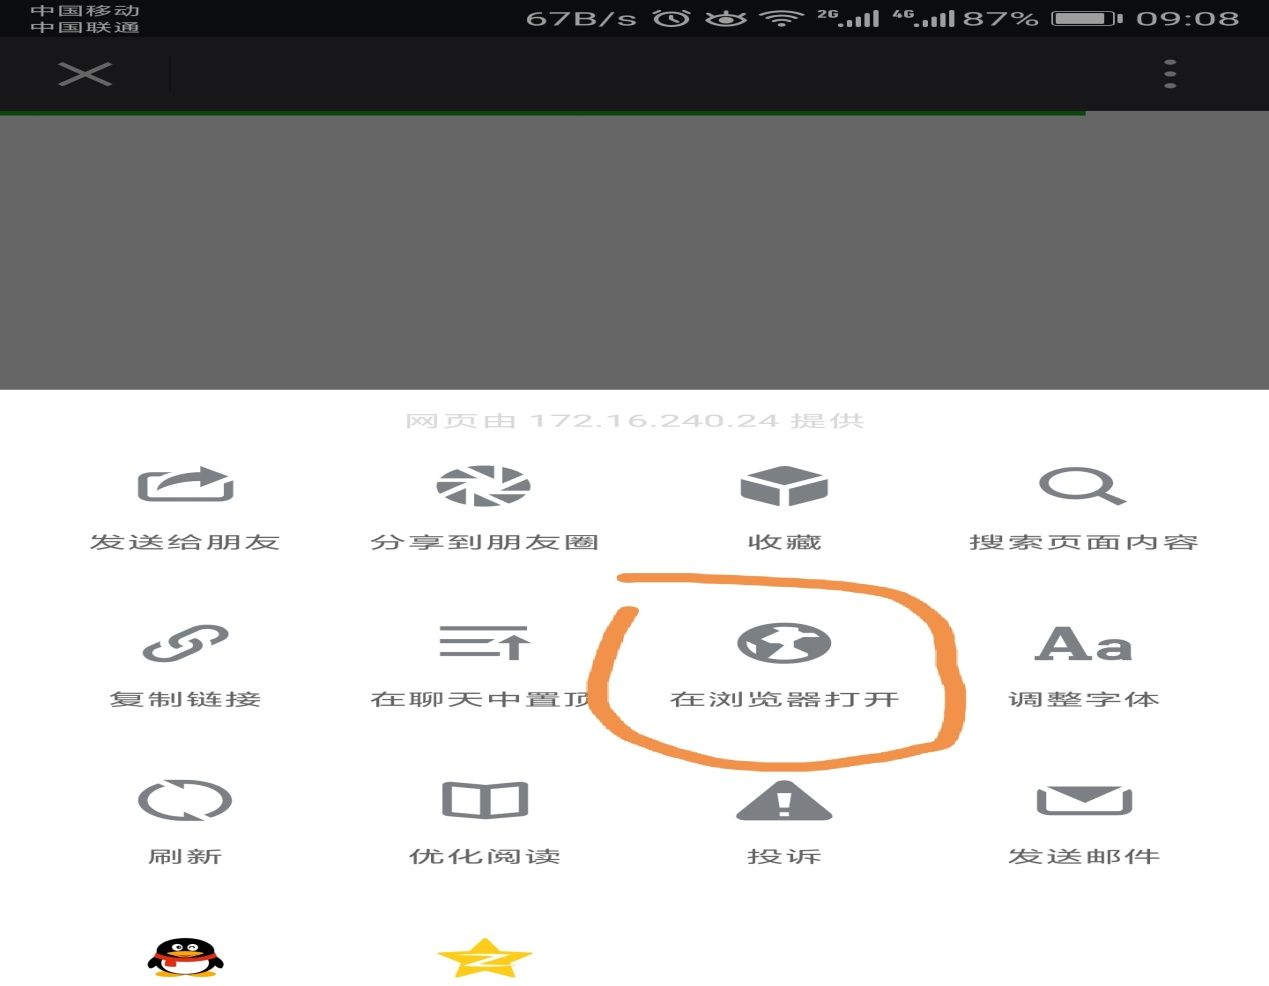 中国移动
中国联通
67B/s 2G 4G 87% 09:08
网页由 172.16.240.24 提供
发送给朋友 分享到朋友圈 收藏 搜索页面内容
Aa
复制链接 在聊天中置顶 在浏览器打开 调整字体
刷新 优化阅读 投诉 发送邮件